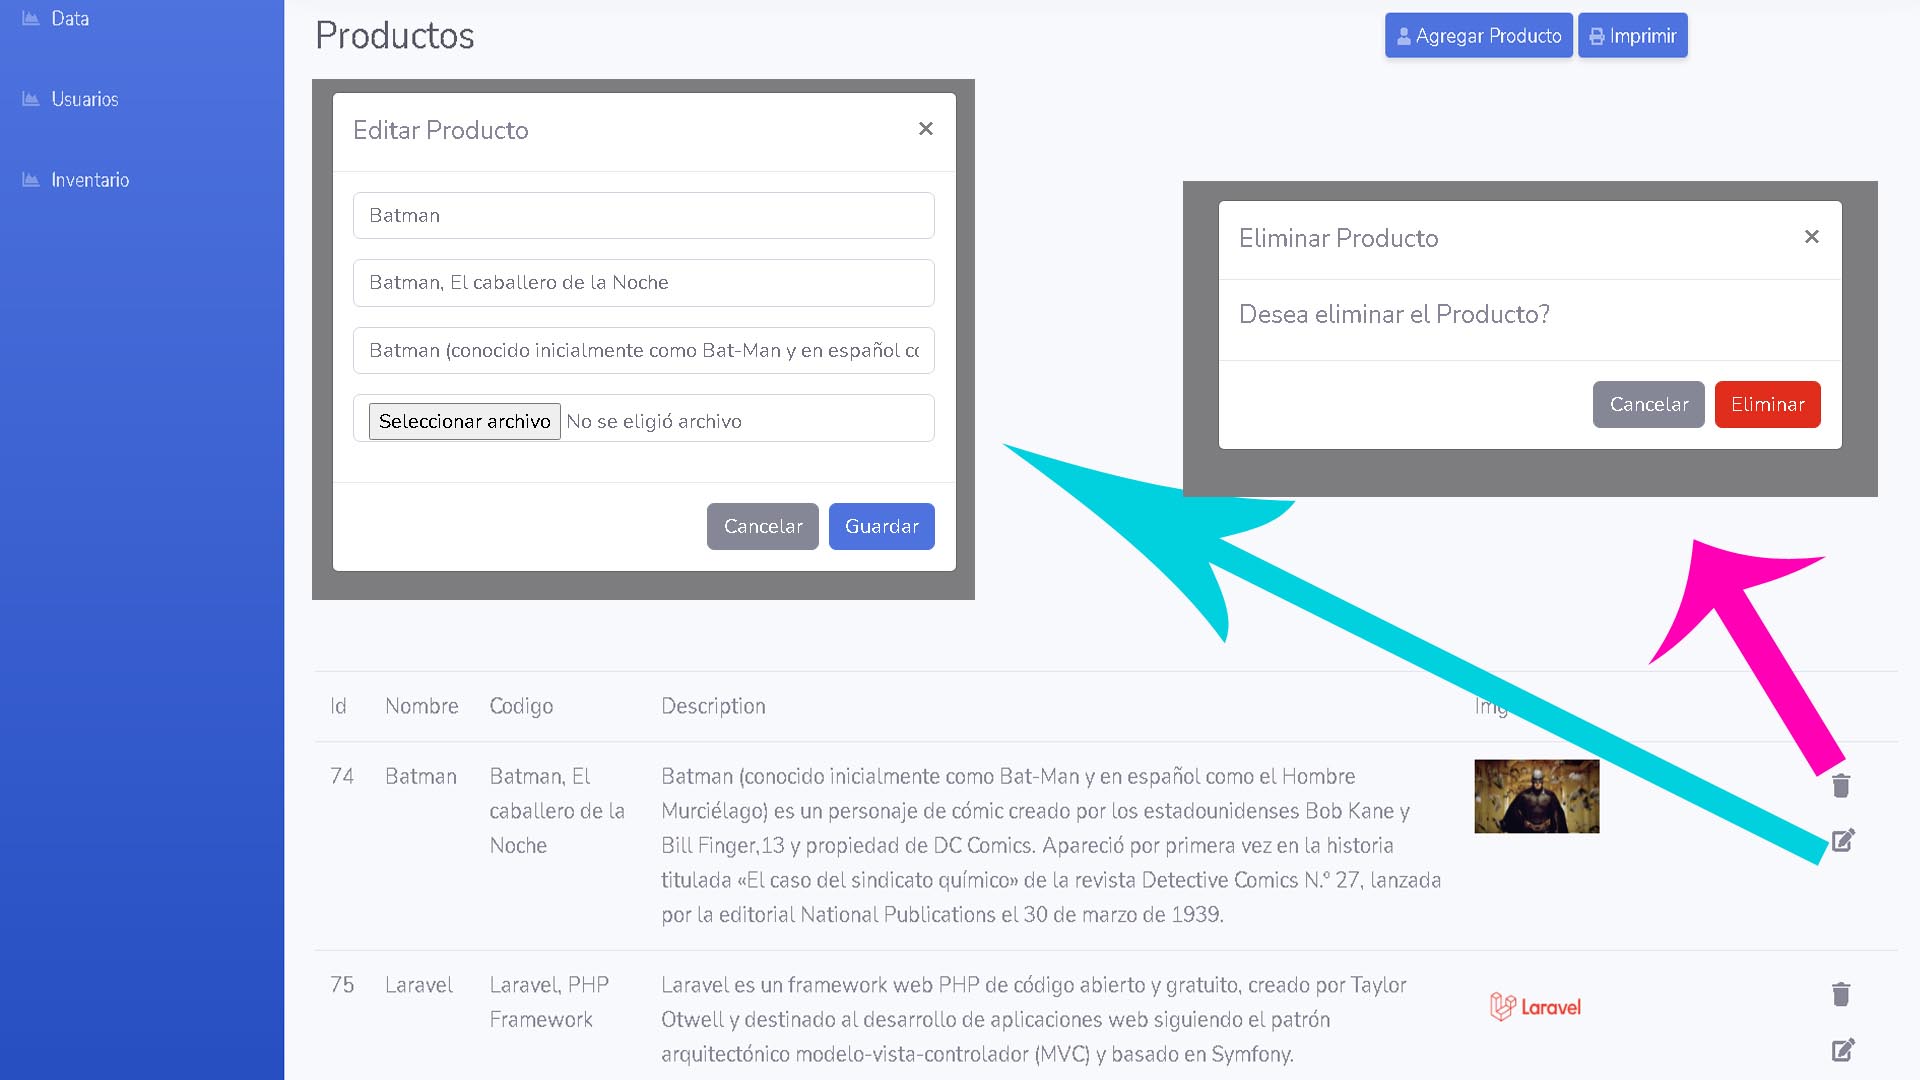 Data
Usuarios
Inventario
Productos
Agregar Producto
Imprimir
Editar Producto
×
Batman
Batman, El caballero de la Noche
Batman (conocido inicialmente como Bat-Man y en español co
Seleccionar archivo No se eligió archivo
Cancelar
Guardar
Eliminar Producto
×
Desea eliminar el Producto?
Cancelar
Eliminar
Id
Nombre
Codigo
Description
Img
74
Batman
Batman, El
caballero de la
Noche
Batman (conocido inicialmente como Bat-Man y en español como el Hombre
Murciélago) es un personaje de cómic creado por los estadounidenses Bob Kane y
Bill Finger,13 y propiedad de DC Comics. Apareció por primera vez en la historia
titulada «El caso del sindicato químico» de la revista Detective Comics N.º 27, lanzada
por la editorial National Publications el 30 de marzo de 1939.
75
Laravel
Laravel, PHP
Framework
Laravel es un framework web PHP de código abierto y gratuito, creado por Taylor
Otwell y destinado al desarrollo de aplicaciones web siguiendo el patrón
arquitectónico modelo-vista-controlador (MVC) y basado en Symfony.
Laravel